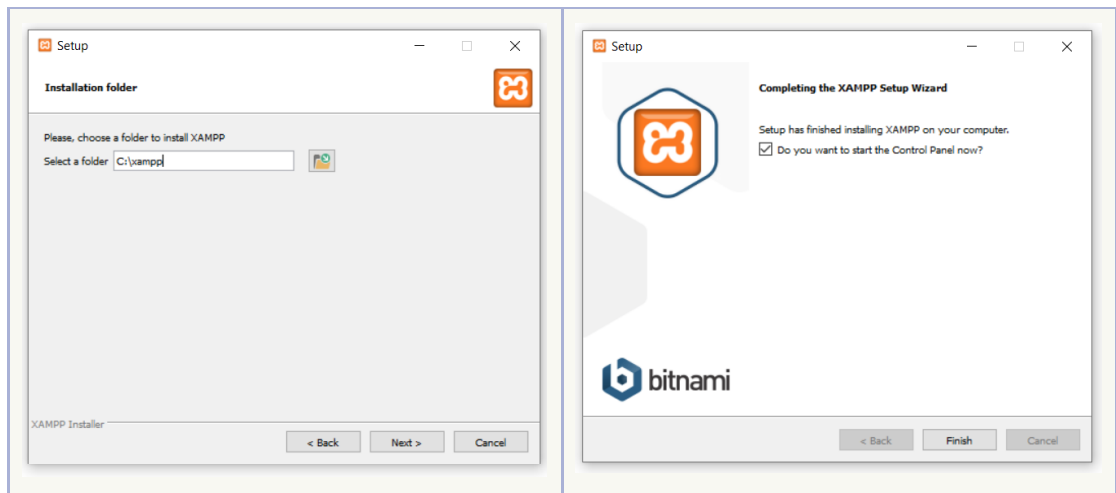 Setup
Installation folder
Please, choose a folder to install XAMPP
Select a folder C:\xampp
XAMPP Installer
< Back Next > Cancel
Setup
Completing the XAMPP Setup Wizard
Setup has finished installing XAMPP on your computer.
Do you want to start the Control Panel now?
bitnami
< Back Finish Cancel